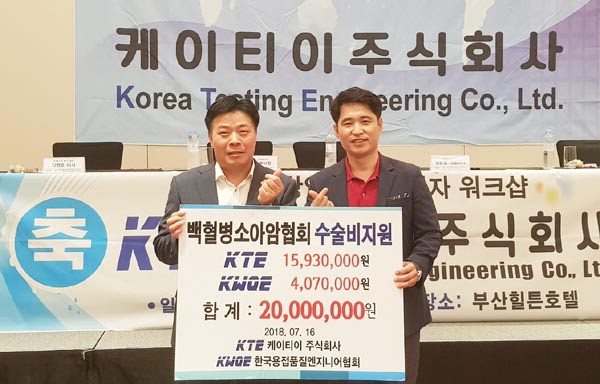 케이티이주식회사
Korea Testing Engineering Co., Ltd.
자 워크샵
축
주식회사
gineering Co., Ltd
장소: 부산힐튼호텔
백혈병소아암협회 수술비지원
KTE 15,930,000원
KWQE 4,070,000원
합 계 : 20,000,000원
2018. 07. 16
KTE 케이티이 주식회사
KWQE 한국용접품질엔지니어협회